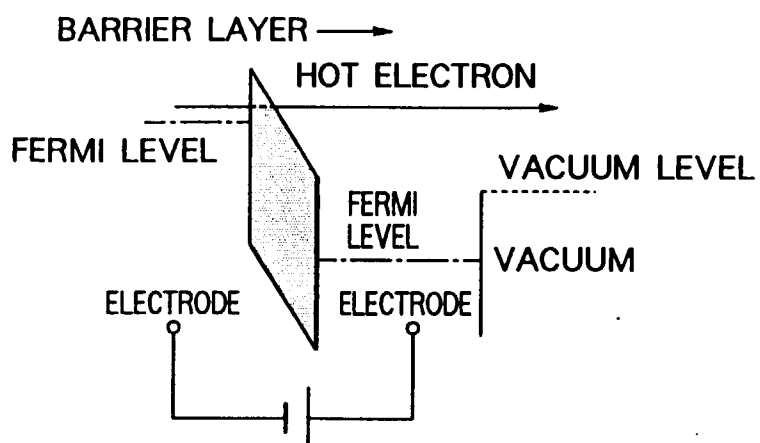 BARRIER LAYER
HOT ELECTRON
FERMI LEVEL
VACUUM LEVEL
FERMI
LEVEL
VACUUM
ELECTRODE
ELECTRODE